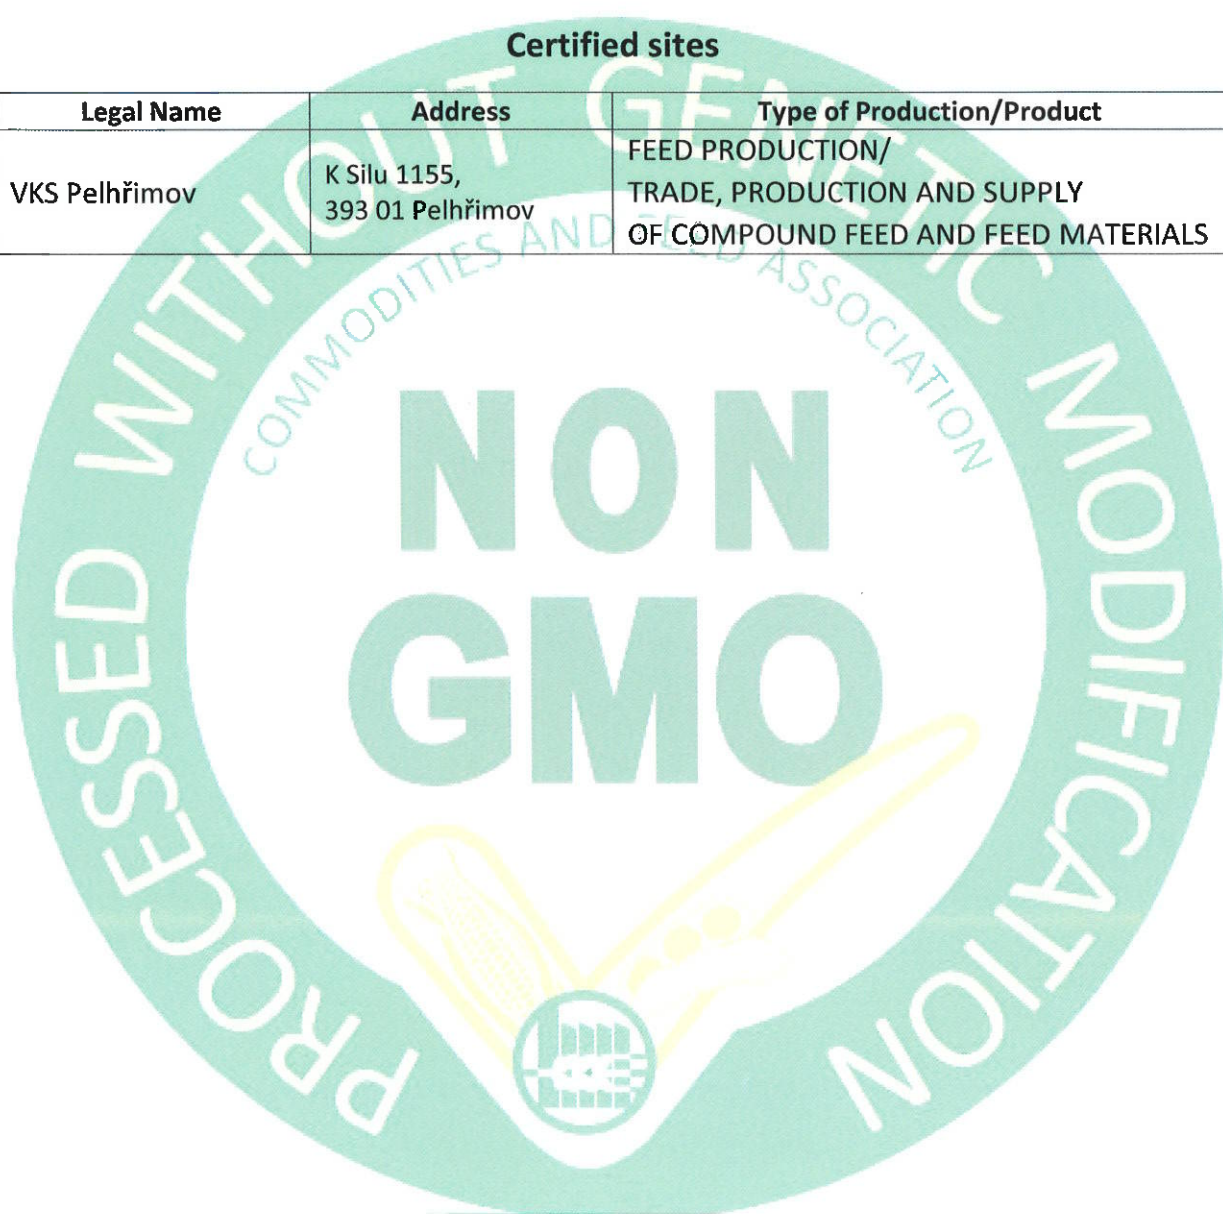 Certified sites
Legal Name Address Type of Production/Product
VKS Pelhřimov
K Silu 1155,
393 01 Pelhřimov
FEED PRODUCTION/
TRADE, PRODUCTION AND SUPPLY
OF COMPOUND FEED AND FEED MATERIALS
PROCESSED WITHOUT GENETIC MODIFICATION
COMMODITIES AND FEED ASSOCIATION
NON
GMO